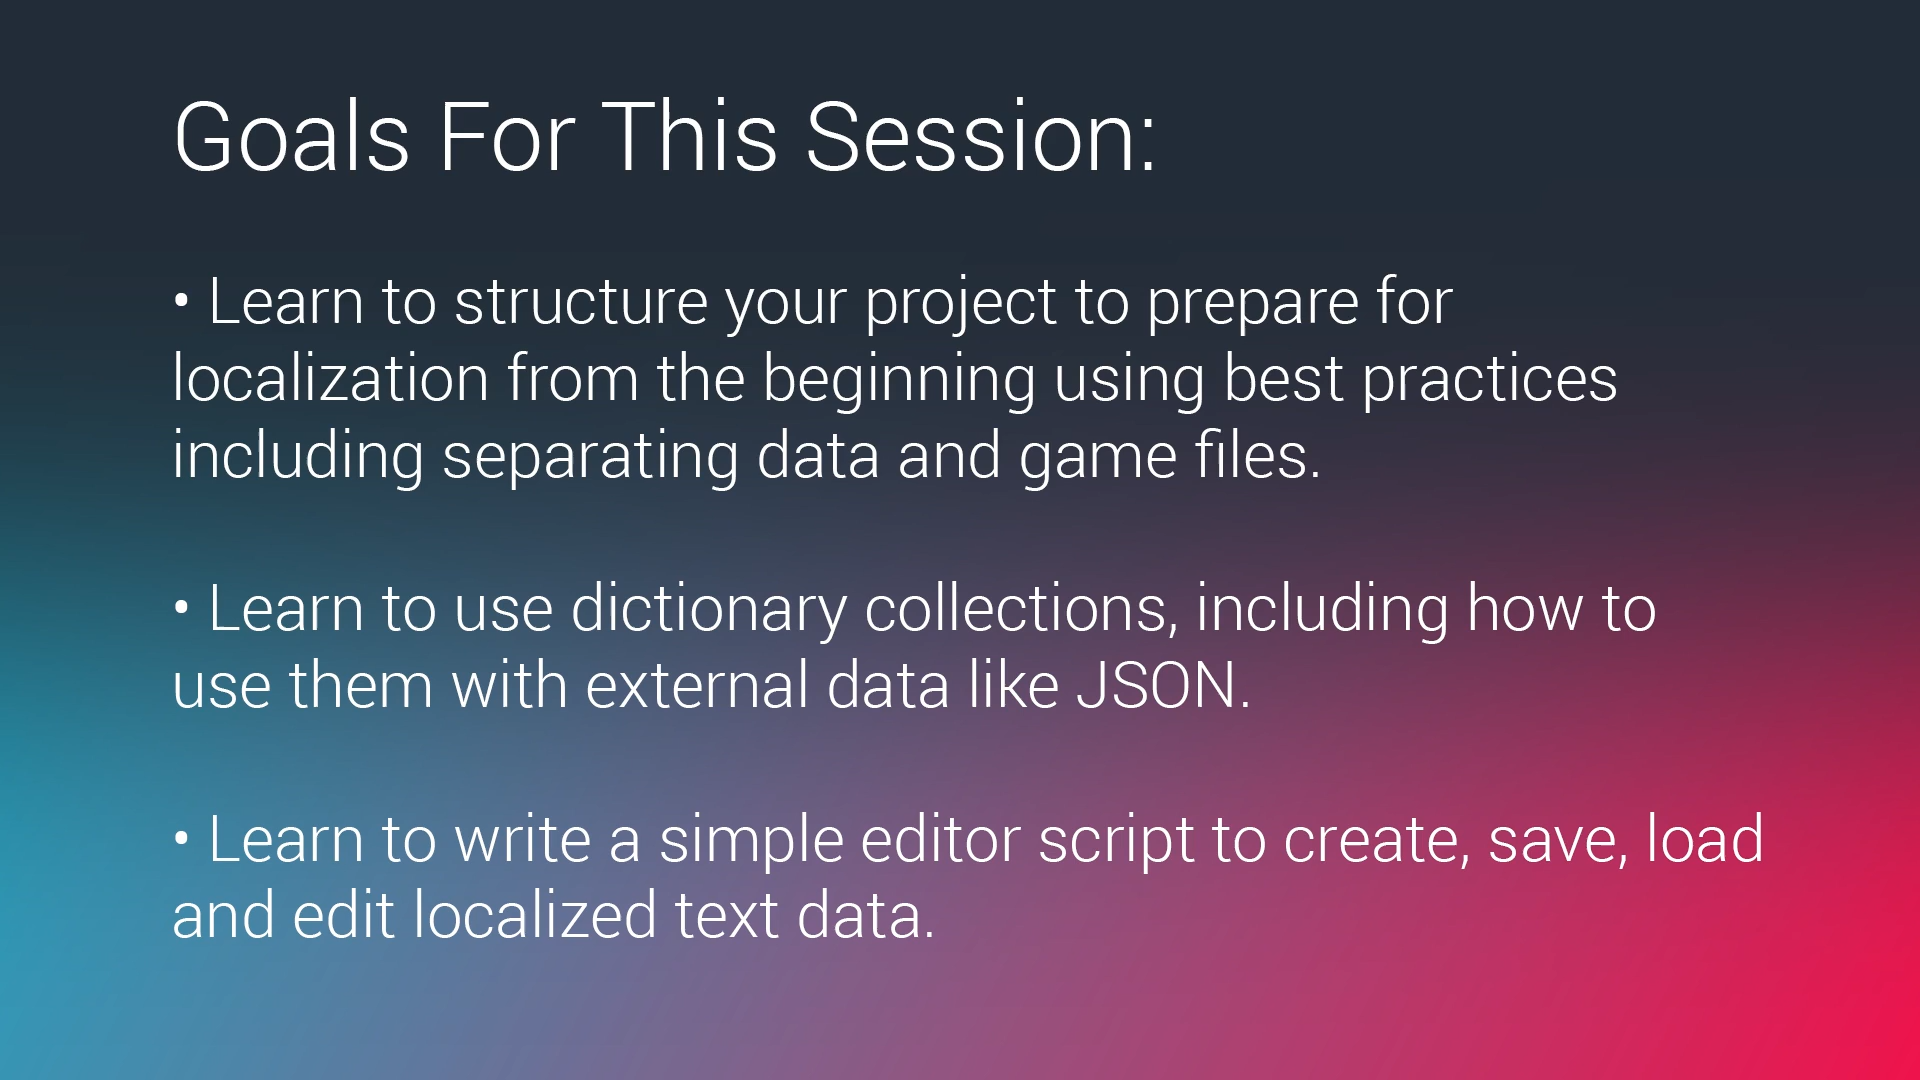 Goals For This Session:
• Learn to structure your project to prepare for
localization from the beginning using best practices
including separating data and game files.
• Learn to use dictionary collections, including how to
use them with external data like JSON.
• Learn to write a simple editor script to create, save, load
and edit localized text data.